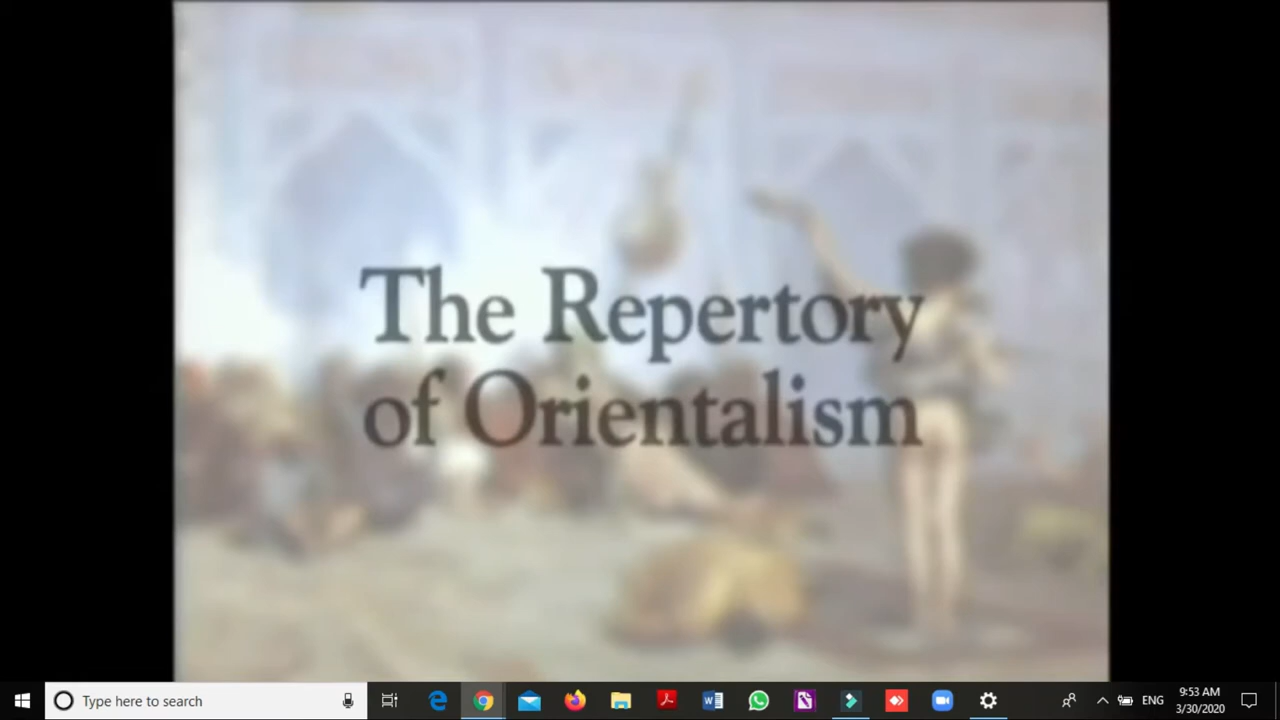 The Repertory
of Orientalism
Type here to search
ENG
9:53 AM
3/30/2020